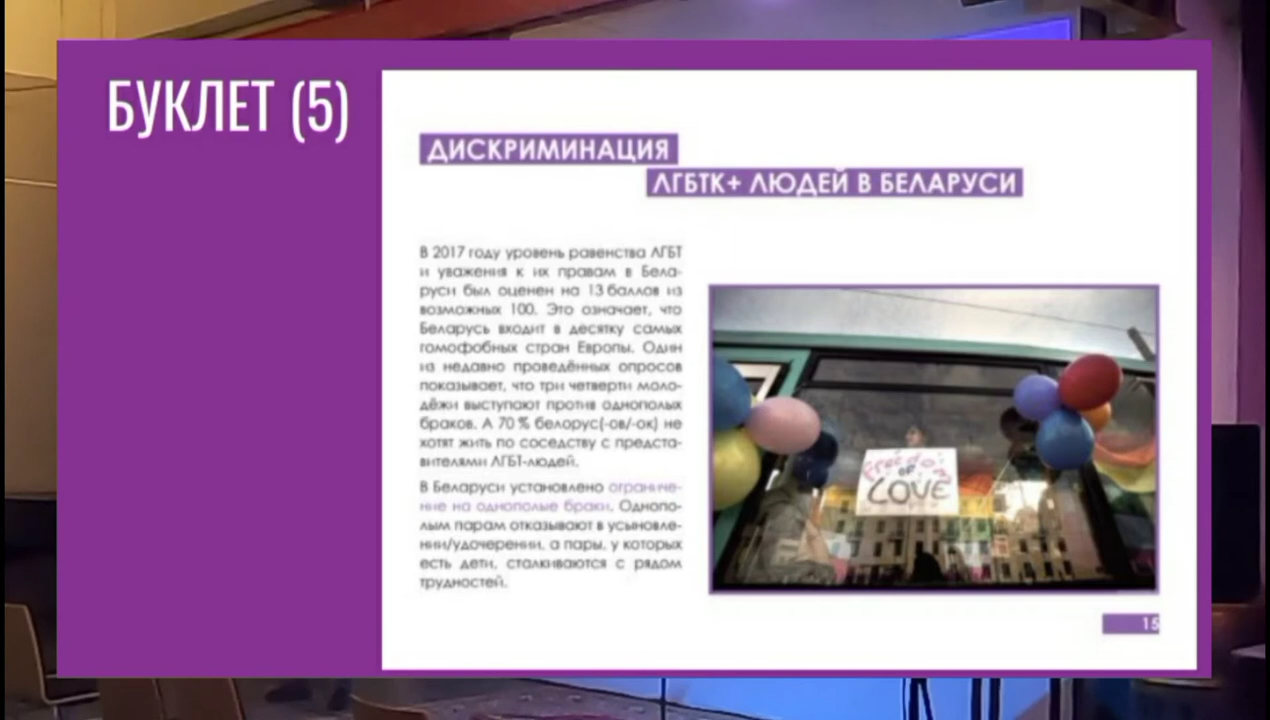 БУКЛЕТ (5)
ДИСКРИМИНАЦИЯ
ЛГБТК+ ЛЮДЕЙ В БЕЛАРУСИ
В 2017 году уровень равенства ЛГБТ
и уважения к их правам в Бела-
руси был оценен на 13 баллов из
возможных 100. Это означает, что
Беларусь входит в десятку самых
гомофобных стран Европы. Один
из недавно проведённых опросов
показывает, что три четверти моло-
дёжи выступают против однополых
браков. А 70 % белорус(-ов/-ок) не
хотят жить по соседству с предста-
вителями ЛГБТ-людей.
В Беларуси установлено ограниче-
ние на однополые браки. Однопо-
лым парам отказывают в усыновле-
нии/удочерении, а пары, у которых
есть дети, сталкиваются с рядом
трудностей.
Freedom
OF
LOVE
15